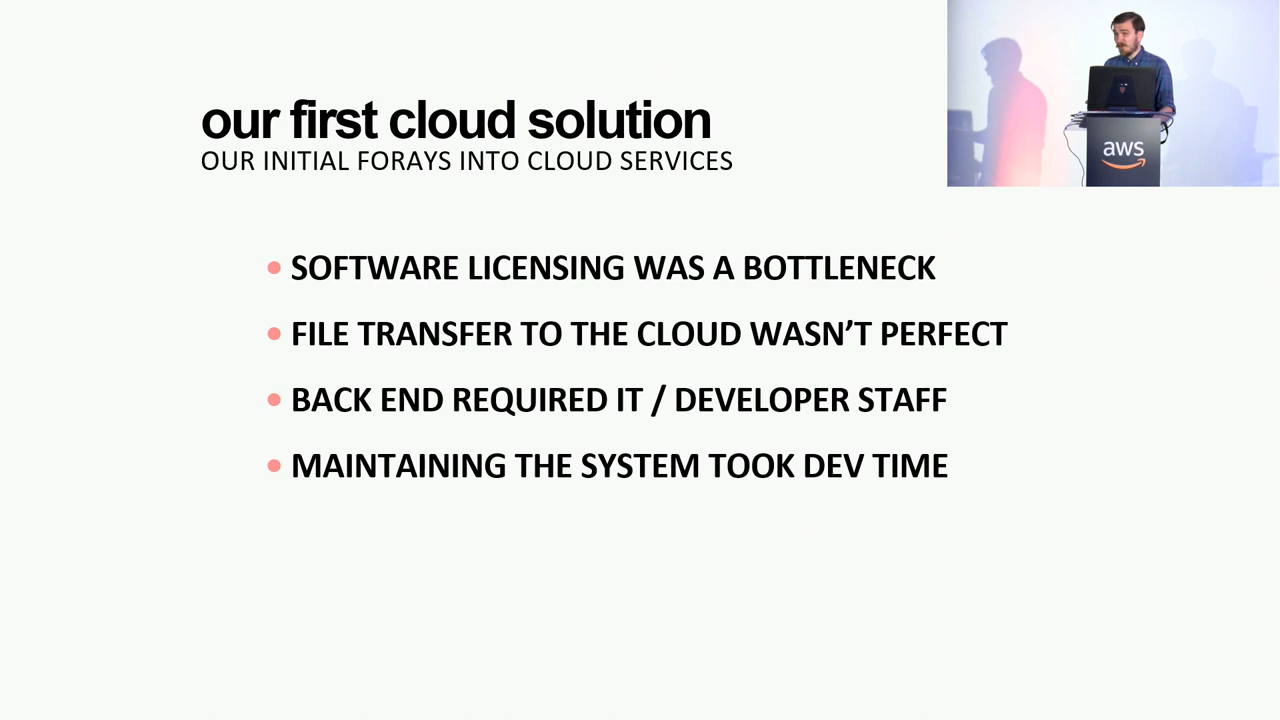 our first cloud solution
OUR INITIAL FORAYS INTO CLOUD SERVICES
aws
• SOFTWARE LICENSING WAS A BOTTLENECK
• FILE TRANSFER TO THE CLOUD WASN’T PERFECT
• BACK END REQUIRED IT / DEVELOPER STAFF
• MAINTAINING THE SYSTEM TOOK DEV TIME